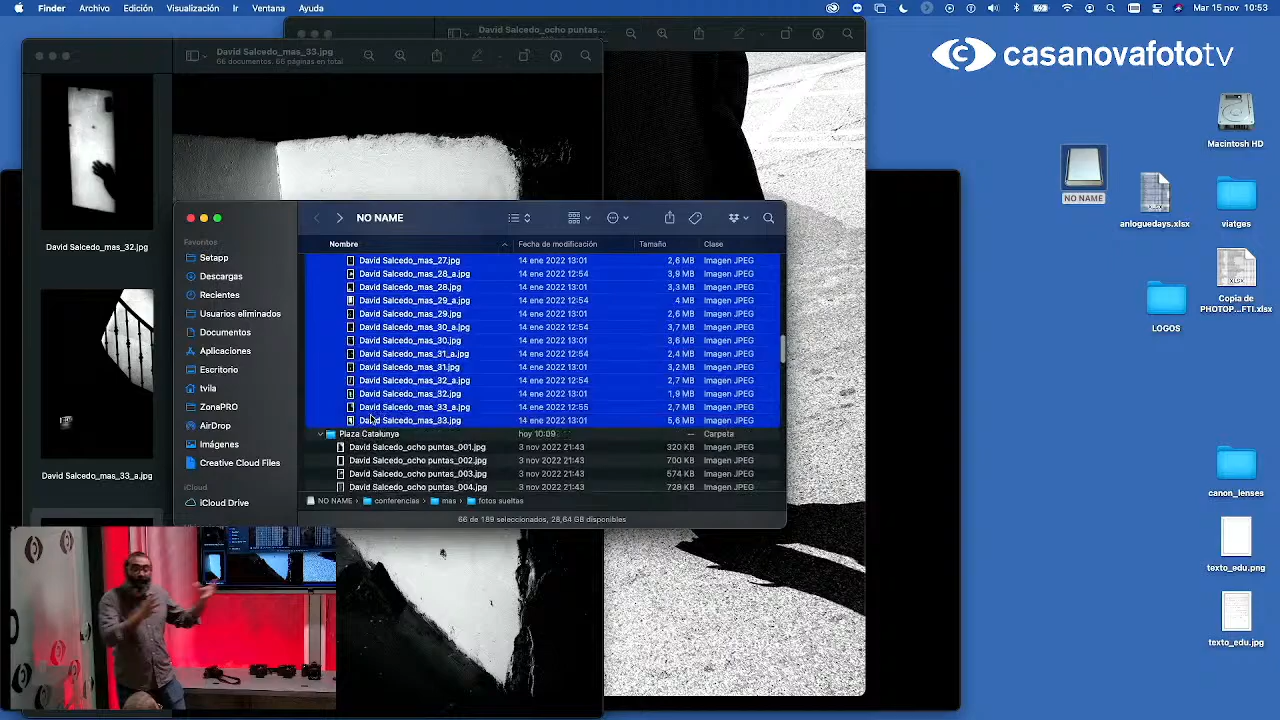 Finder Archivo Edición Visualización Ir Ventana Ayuda
Mar 15 nov 10:53
David Salcedo_ocho puntas...
David Salcedo_mas_33.jpg
66 documentos. 65 páginas en total
casanovafoto tv
David Salcedo_mas_32.jpg
David Salcedo_mas_33_a.jpg
NO NAME
Favoritos
Setapp
Descargas
Recientes
Usuarios eliminados
Documentos
Aplicaciones
Escritorio
tvila
ZonaPRO
AirDrop
Imágenes
Creative Cloud Files
iCloud
iCloud Drive
Nombre Fecha de modificación Tamaño Clase
David Salcedo_mas_27.jpg 14 ene 2022 13:01 2,6 MB Imagen JPEG
David Salcedo_mas_28_a.jpg 14 ene 2022 12:54 3,9 MB Imagen JPEG
David Salcedo_mas_28.jpg 14 ene 2022 13:01 3,3 MB Imagen JPEG
David Salcedo_mas_29_a.jpg 14 ene 2022 12:54 4 MB Imagen JPEG
David Salcedo_mas_29.jpg 14 ene 2022 13:01 2,6 MB Imagen JPEG
David Salcedo_mas_30_a.jpg 14 ene 2022 12:54 3,7 MB Imagen JPEG
David Salcedo_mas_30.jpg 14 ene 2022 13:01 3,6 MB Imagen JPEG
David Salcedo_mas_31_a.jpg 14 ene 2022 12:54 2,4 MB Imagen JPEG
David Salcedo_mas_31.jpg 14 ene 2022 13:01 3,2 MB Imagen JPEG
David Salcedo_mas_32_a.jpg 14 ene 2022 12:54 2,7 MB Imagen JPEG
David Salcedo_mas_32.jpg 14 ene 2022 13:01 1,9 MB Imagen JPEG
David Salcedo_mas_33_a.jpg 14 ene 2022 12:55 2,7 MB Imagen JPEG
David Salcedo_mas_33.jpg 14 ene 2022 13:01 5,6 MB Imagen JPEG
Plaza Catalunya hoy 10:09 -- Carpeta
David Salcedo_ocho puntas_001.jpg 3 nov 2022 21:43 320 KB Imagen JPEG
David Salcedo_ocho puntas_002.jpg 3 nov 2022 21:43 700 KB Imagen JPEG
David Salcedo_ocho puntas_003.jpg 3 nov 2022 21:43 574 KB Imagen JPEG
David Salcedo_ocho puntas_004.jpg 3 nov 2022 21:43 728 KB Imagen JPEG
NO NAME > conferencias > mas > fotos sueltas
66 de 189 seleccionados, 28,64 GB disponibles
Macintosh HD
NO NAME
anloguedays.xlsx
viatges
LOGOS
XLSX
Copia de
PHOTOP...FTI.xlsx
canon_lenses
texto_edu.png
texto_edu.jpg